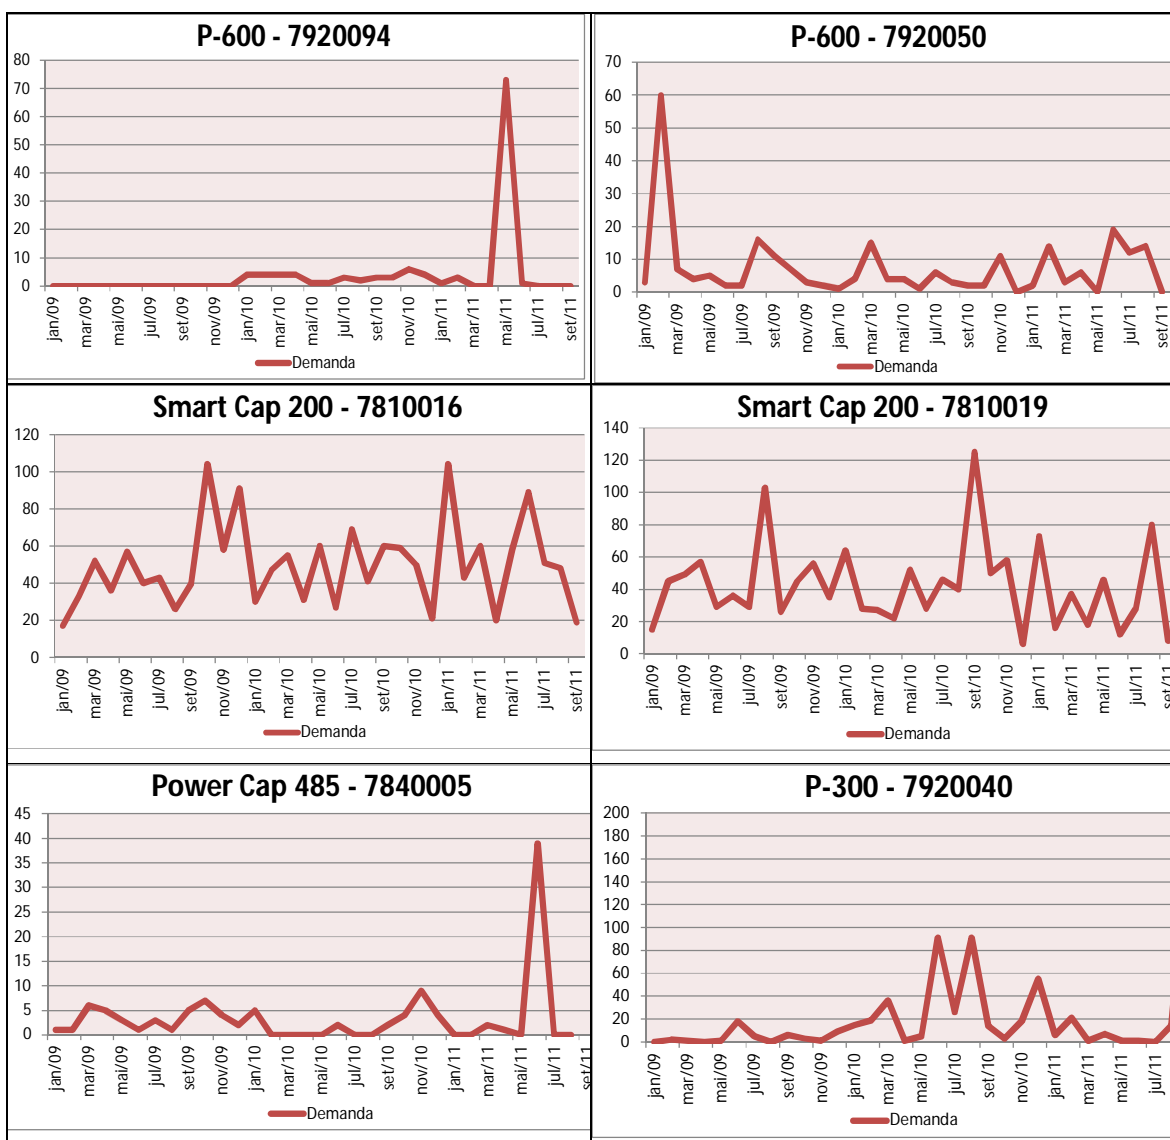 P-600 - 7920094
80
70
60
50
40
30
20
10
0
jan/09 mar/09 mai/09 jul/09 set/09 nov/09 jan/10 mar/10 mai/10 jul/10 set/10 nov/10 jan/11 mar/11 mai/11 jul/11 set/11
Demanda
P-600 - 7920050
70
60
50
40
30
20
10
0
jan/09 mar/09 mai/09 jul/09 set/09 nov/09 jan/10 mar/10 mai/10 jul/10 set/10 nov/10 jan/11 mar/11 mai/11 jul/11 set/11
Demanda
Smart Cap 200 - 7810016
120
100
80
60
40
20
0
jan/09 mar/09 mai/09 jul/09 set/09 nov/09 jan/10 mar/10 mai/10 jul/10 set/10 nov/10 jan/11 mar/11 mai/11 jul/11 set/11
Demanda
Smart Cap 200 - 7810019
140
120
100
80
60
40
20
0
jan/09 mar/09 mai/09 jul/09 set/09 nov/09 jan/10 mar/10 mai/10 jul/10 set/10 nov/10 jan/11 mar/11 mai/11 jul/11 set/11
Demanda
Power Cap 485 - 7840005
45
40
35
30
25
20
15
10
5
0
jan/09 mar/09 mai/09 jul/09 set/09 nov/09 jan/10 mar/10 mai/10 jul/10 set/10 nov/10 jan/11 mar/11 mai/11 jul/11 set/11
Demanda
P-300 - 7920040
200
180
160
140
120
100
80
60
40
20
0
jan/09 mar/09 mai/09 jul/09 set/09 nov/09 jan/10 mar/10 mai/10 jul/10 set/10 nov/10 jan/11 mar/11 mai/11 jul/11
Demanda